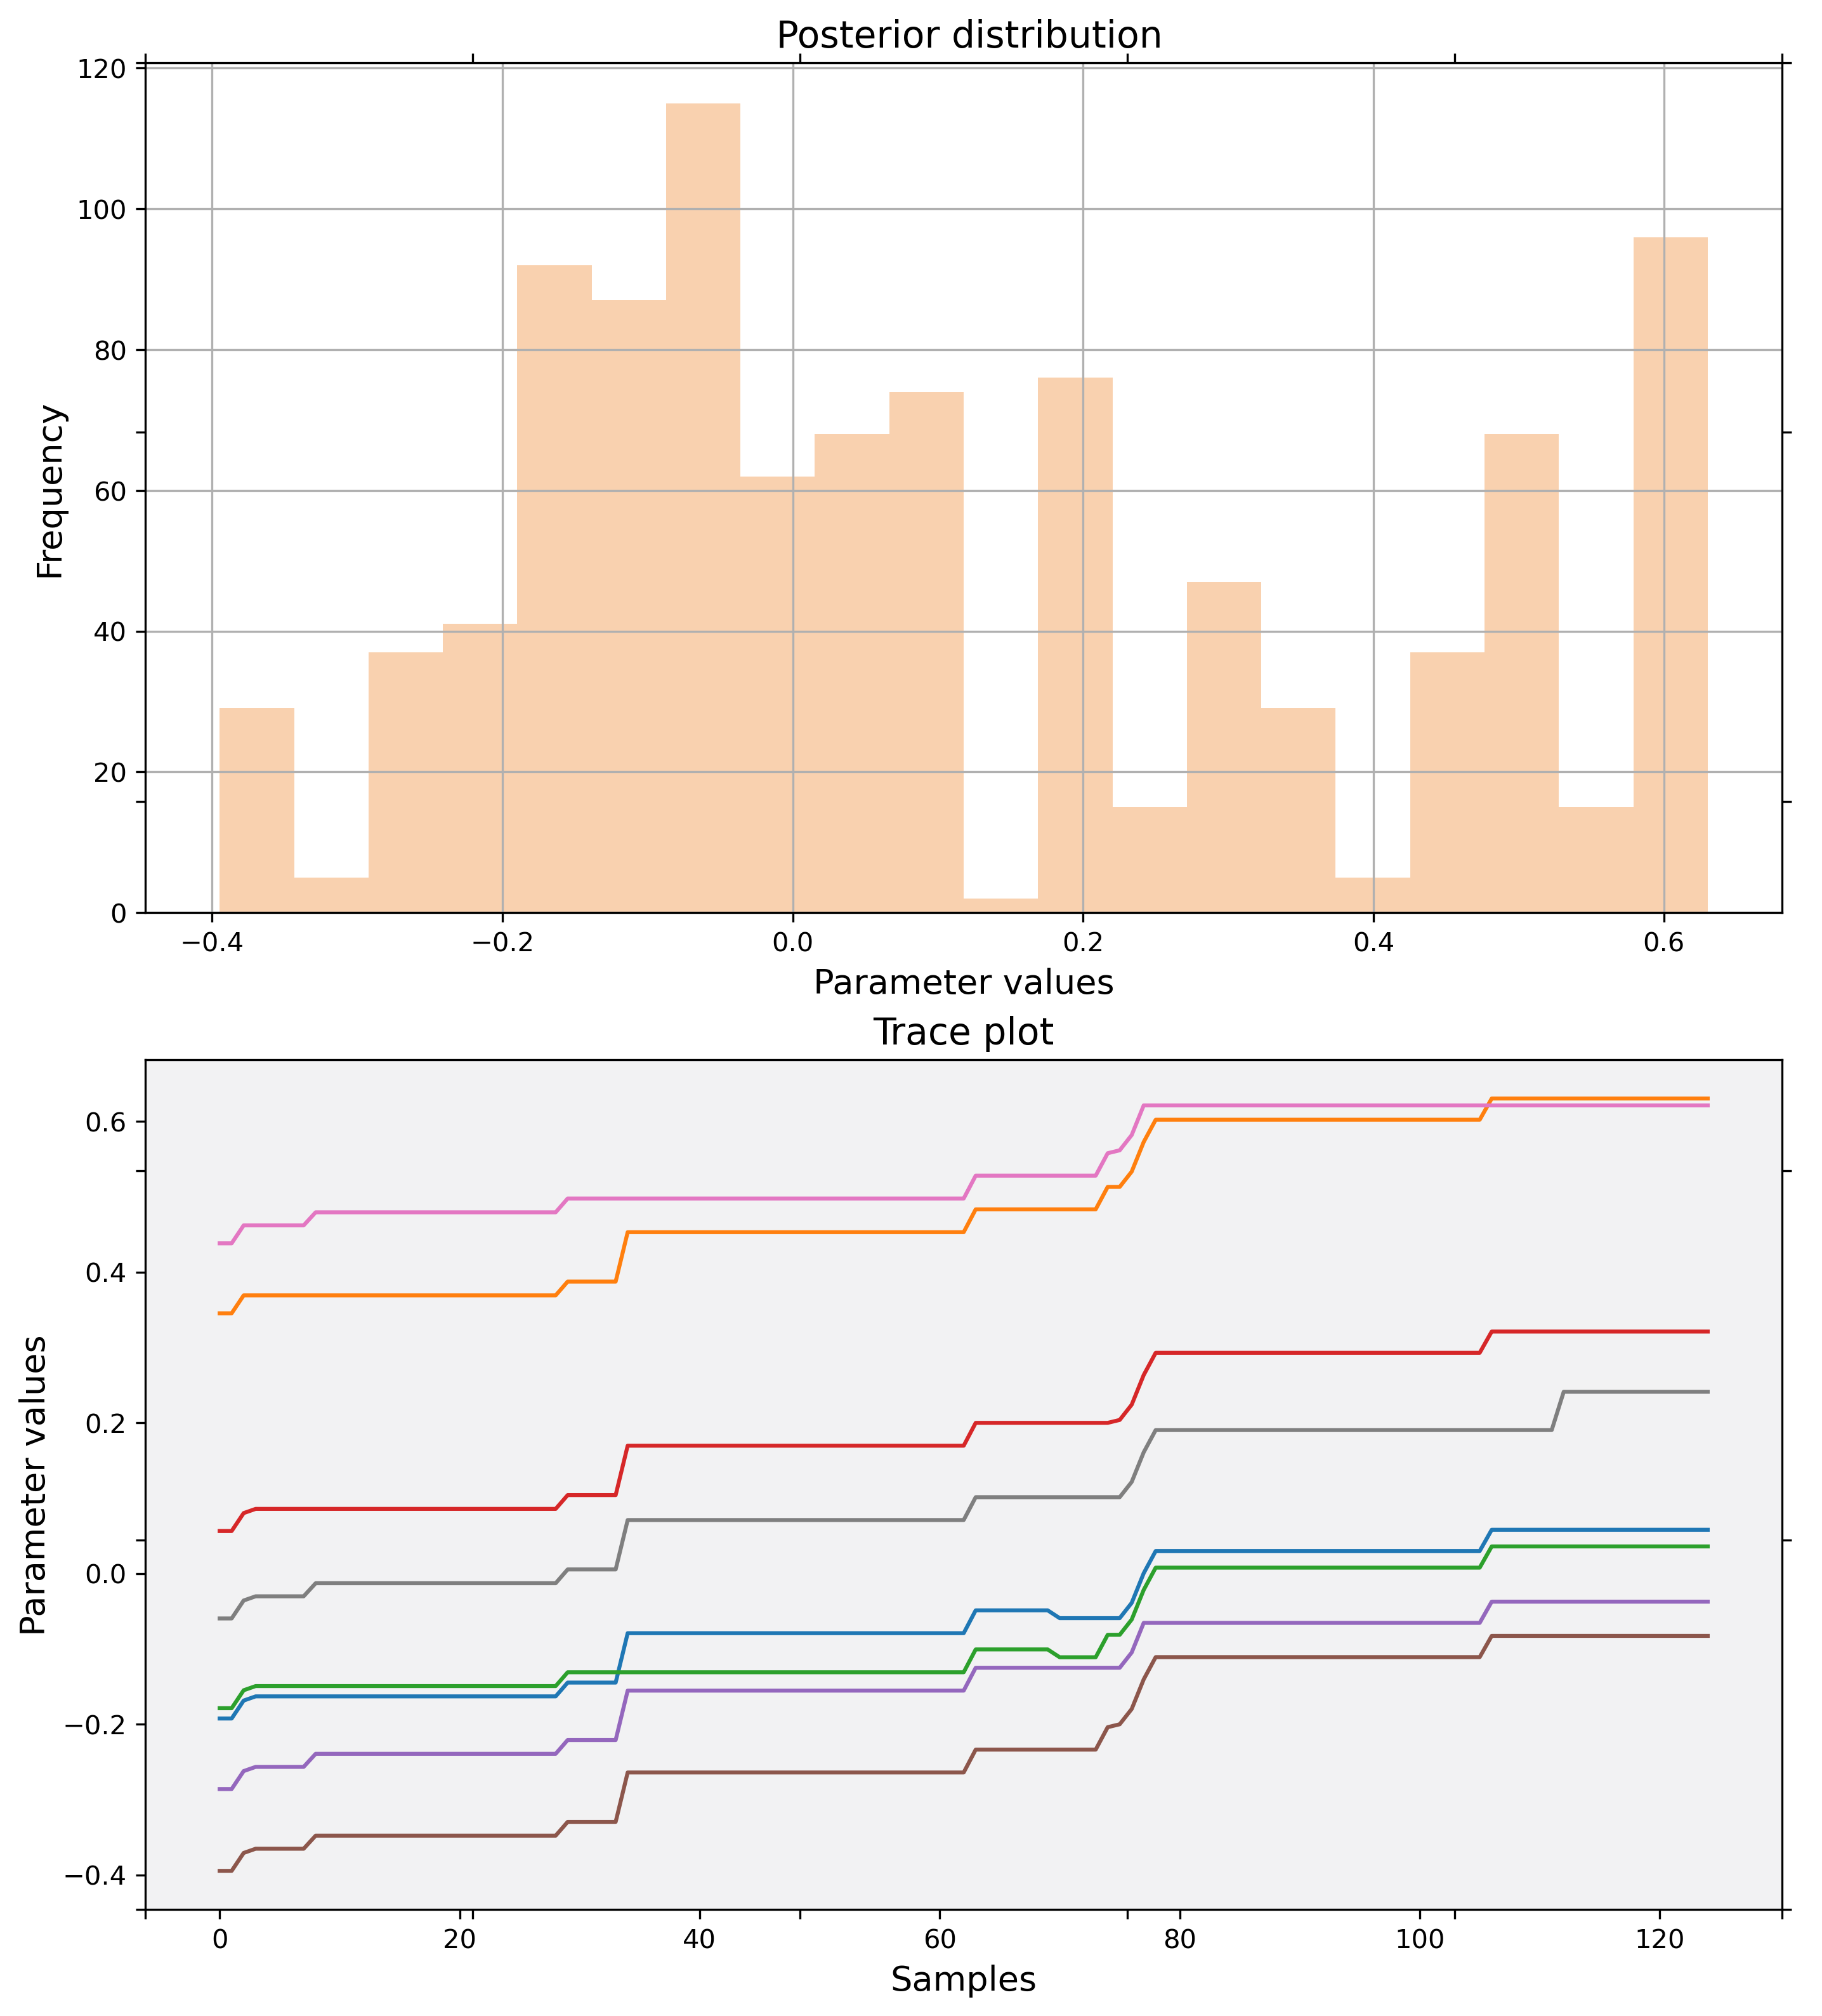 Posterior distribution
120
100
80
60
40
20
0
Frequency
−0.4 −0.2 0.0 0.2 0.4 0.6
Parameter values
Trace plot
0.6
0.4
0.2
0.0
−0.2
−0.4
Parameter values
0 20 40 60 80 100 120
Samples